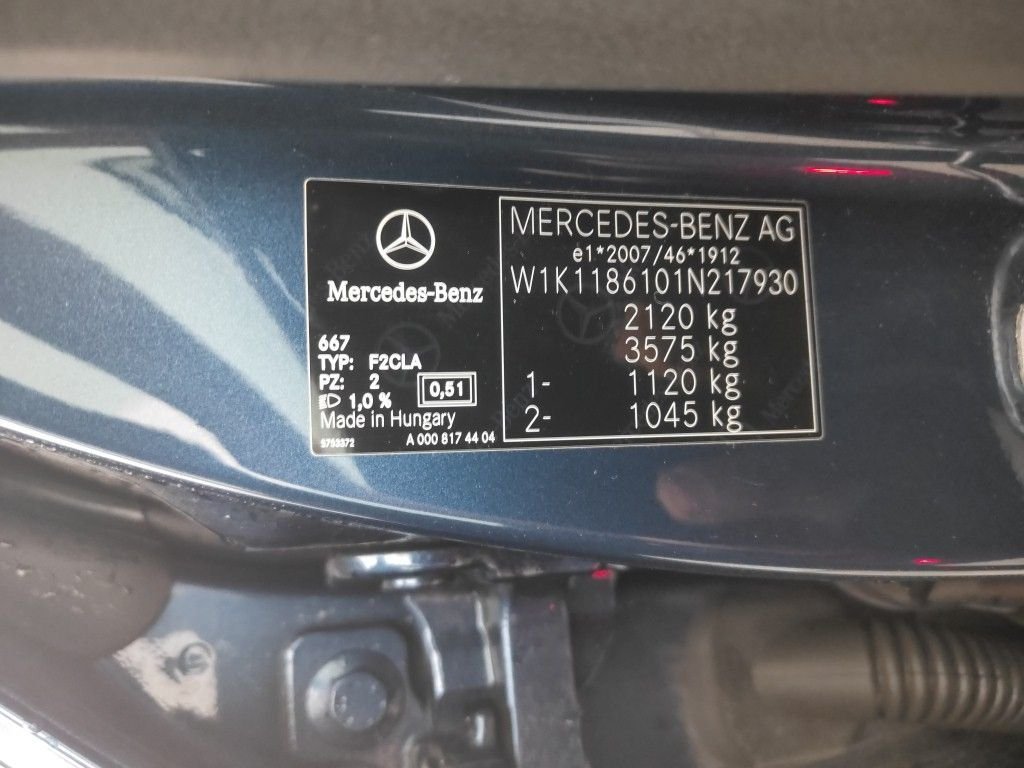 Mercedes-Benz
667
TYP: F2CLA
PZ: 2
1,0 %
0,51
Made in Hungary
5753372
A 000 817 44 04
MERCEDES-BENZ AG
e1*2007/46*1912
W1K1186101N217930
2120 kg
3575 kg
1- 1120 kg
2- 1045 kg